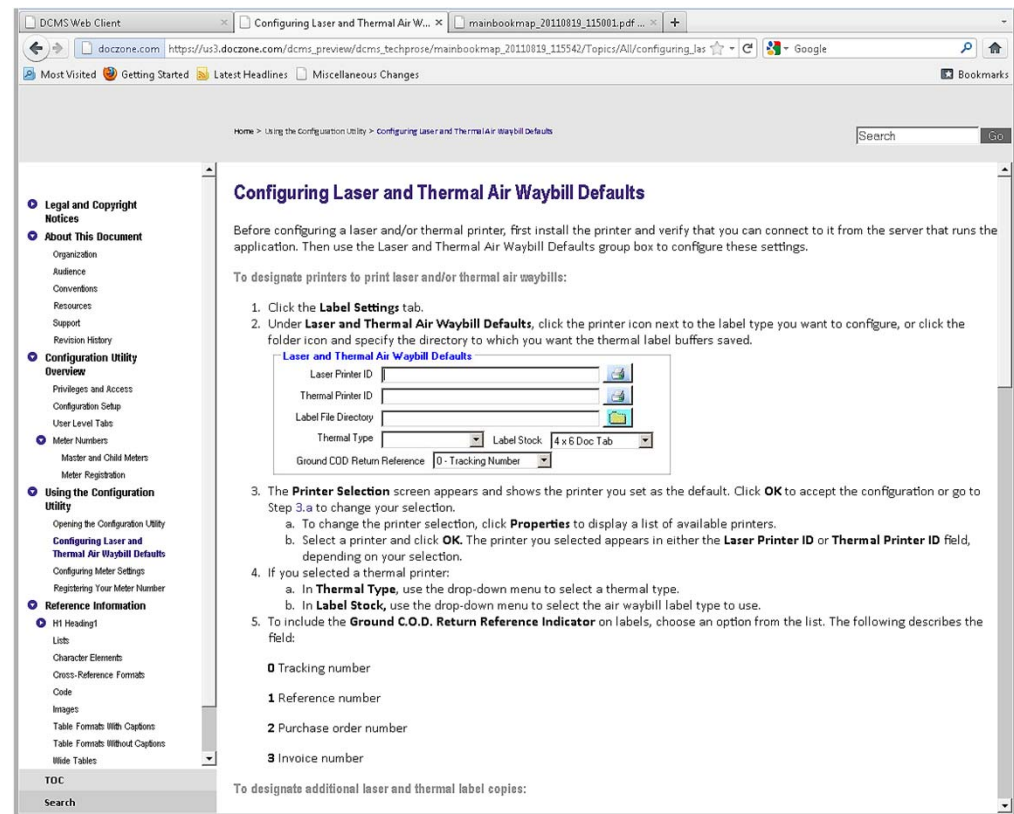 DCMS Web Client
Configuring Laser and Thermal Air W...
mainbookmap_20110819_115001.pdf ...
doczone.com https://us3.doczone.com/dcms_preview/dcms_techprose/mainbookmap_20110819_115542/Topics/All/configuring_las
Google
Most Visited Getting Started Latest Headlines Miscellaneous Changes
Bookmarks
Home > Using the Configuration Utility > Configuring Laser and Thermal Air Waybill Defaults
Search Go
Legal and Copyright
Notices
About This Document
Organization
Audience
Conventions
Resources
Support
Revision History
Configuration Utility
Overview
Privileges and Access
Configuration Setup
User Level Tabs
Meter Numbers
Master and Child Meters
Meter Registration
Using the Configuration
Utility
Opening the Configuration Utility
Configuring Laser and
Thermal Air Waybill Defaults
Configuring Meter Settings
Registering Your Meter Number
Reference Information
H1 Heading1
Lists
Character Elements
Cross-Reference Formats
Code
Images
Table Formats With Captions
Table Formats Without Captions
Wide Tables
TOC
Search
Configuring Laser and Thermal Air Waybill Defaults
Before configuring a laser and/or thermal printer, first install the printer and verify that you can connect to it from the server that runs the
application. Then use the Laser and Thermal Air Waybill Defaults group box to configure these settings.
To designate printers to print laser and/or thermal air waybills:
1. Click the Label Settings tab.
2. Under Laser and Thermal Air Waybill Defaults, click the printer icon next to the label type you want to configure, or click the
folder icon and specify the directory to which you want the thermal label buffers saved.
Laser and Thermal Air Waybill Defaults
Laser Printer ID
Thermal Printer ID
Label File Directory
Thermal Type Label Stock 4 x 6 Doc Tab
Ground COD Return Reference 0 - Tracking Number
3. The Printer Selection screen appears and shows the printer you set as the default. Click OK to accept the configuration or go to
Step 3.a to change your selection.
a. To change the printer selection, click Properties to display a list of available printers.
b. Select a printer and click OK. The printer you selected appears in either the Laser Printer ID or Thermal Printer ID field,
depending on your selection.
4. If you selected a thermal printer:
a. In Thermal Type, use the drop-down menu to select a thermal type.
b. In Label Stock, use the drop-down menu to select the air waybill label type to use.
5. To include the Ground C.O.D. Return Reference Indicator on labels, choose an option from the list. The following describes the
field:
0 Tracking number
1 Reference number
2 Purchase order number
3 Invoice number
To designate additional laser and thermal label copies: